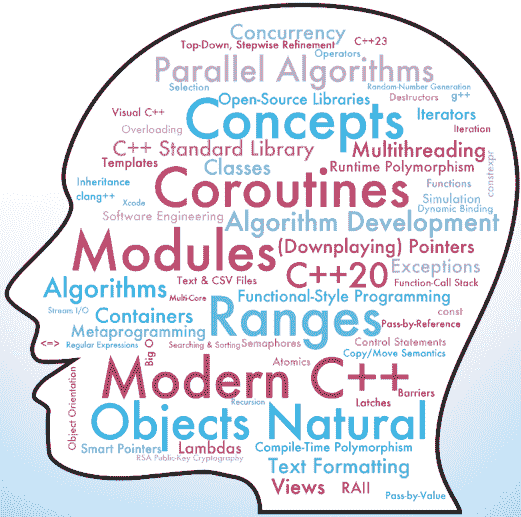 Concurrency
C++23
Top-Down, Stepwise Refinement
Operators
Parallel Algorithms
Selection
Random-Number Generation
Open-Source Libraries
Destructors
g++
Visual C++
Concepts
Iterators
Overloading
Iteration
C++ Standard Library
Multithreading
Templates
Classes
Runtime Polymorphism
constexpr
Inheritance
Coroutines
Functions
clang++
Xcode
Simulation
Software Engineering
Algorithm Development
Dynamic Binding
Modules
(Downplaying) Pointers
C++20
Exceptions
Algorithms
Text & CSV Files
Function-Call Stack
Multi-Core
Functional-Style Programming
Stream I/O
Containers
Ranges
const
Metaprogramming
Pass-by-Reference
<=>
Regular Expressions
Big O
Searching & Sorting
Semaphores
Control Statements
Copy/Move Semantics
Atomics
Object Orientation
Modern C++
Barriers
Latches
Recursion
Objects Natural
Smart Pointers
Lambdas
Compile-Time Polymorphism
RSA Public-Key Cryptography
Text Formatting
Views
RAII
Pass-by-Value